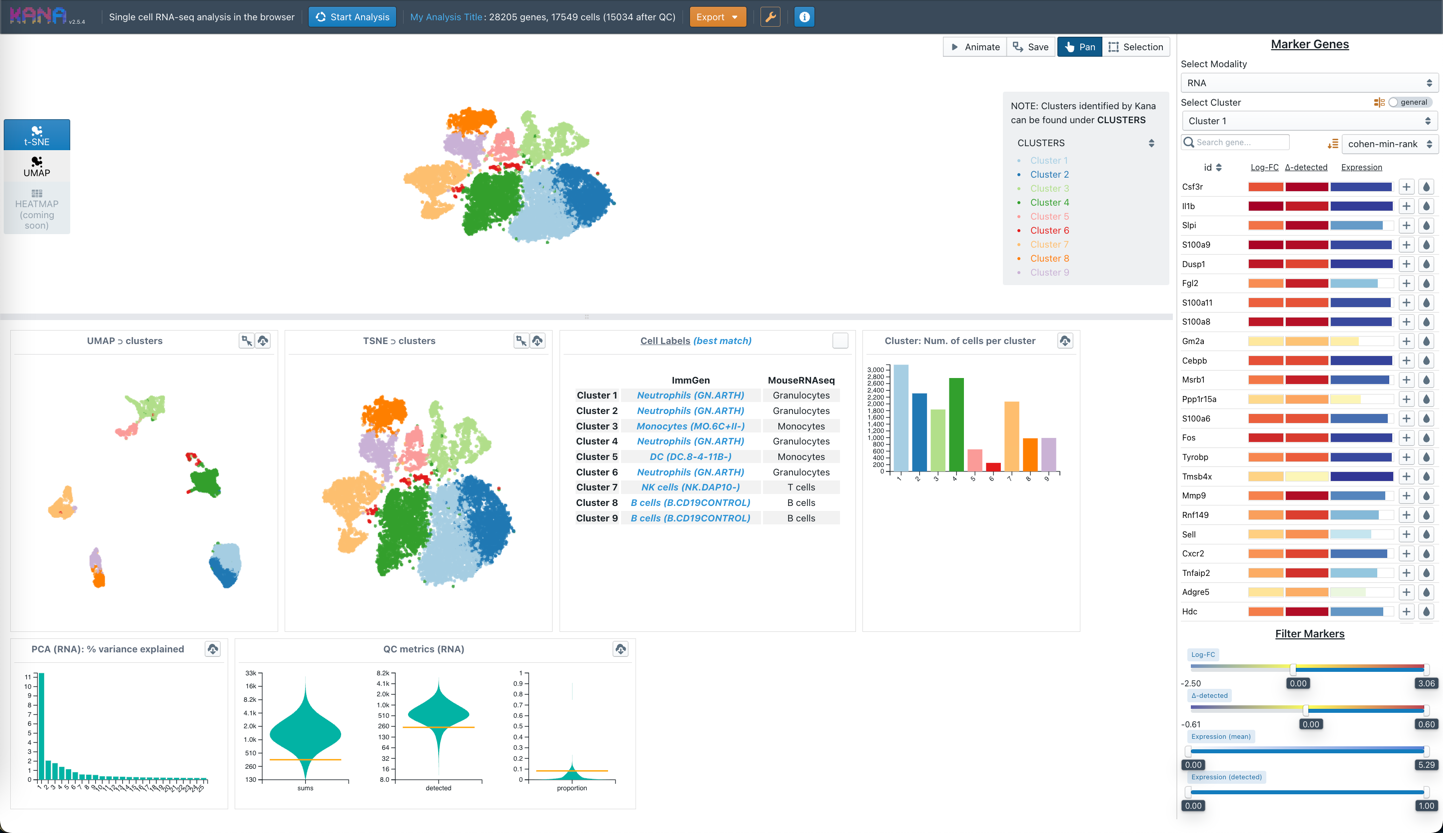 KANA v2.5.4 Single cell RNA-seq analysis in the browser Start Analysis My Analysis Title : 28205 genes, 17549 cells (15034 after QC) Export
Animate Save Pan Selection
t-SNE
UMAP
HEATMAP
(coming
soon)
NOTE: Clusters identified by Kana
can be found under CLUSTERS
CLUSTERS
Cluster 1
Cluster 2
Cluster 3
Cluster 4
Cluster 5
Cluster 6
Cluster 7
Cluster 8
Cluster 9
UMAP ⊃ clusters
TSNE ⊃ clusters
Cell Labels (best match)
ImmGen MouseRNAseq
Cluster 1 Neutrophils (GN.ARTH) Granulocytes
Cluster 2 Neutrophils (GN.ARTH) Granulocytes
Cluster 3 Monocytes (MO.6C+II-) Monocytes
Cluster 4 Neutrophils (GN.ARTH) Granulocytes
Cluster 5 DC (DC.8-4-11B-) Monocytes
Cluster 6 Neutrophils (GN.ARTH) Granulocytes
Cluster 7 NK cells (NK.DAP10-) T cells
Cluster 8 B cells (B.CD19CONTROL) B cells
Cluster 9 B cells (B.CD19CONTROL) B cells
Cluster: Num. of cells per cluster
3,000
2,800
2,600
2,400
2,200
2,000
1,800
1,600
1,400
1,200
1,000
800
600
400
200
0
1 2 3 4 5 6 7 8 9
PCA (RNA): % variance explained
11
10
9
8
7
6
5
4
3
2
1
0
1 2 3 4 5 6 7 8 9 10 11 12 13 14 15 16 17 18 19 20 21 22 23 24 25
QC metrics (RNA)
33k
16k
8.2k
4.1k
2.0k
1.0k
510
260
130
sums
8.2k
4.1k
2.0k
1.0k
510
260
130
64
32
16
8.0
detected
1
0.9
0.8
0.7
0.6
0.5
0.4
0.3
0.2
0.1
0
proportion
Marker Genes
Select Modality
RNA
Select Cluster general
Cluster 1
Search gene... cohen-min-rank
id Log-FC Δ-detected Expression
Csf3r
Il1b
Slpi
S100a9
Dusp1
Fgl2
S100a11
S100a8
Gm2a
Cebpb
Msrb1
Ppp1r15a
S100a6
Fos
Tyrobp
Tmsb4x
Mmp9
Rnf149
Sell
Cxcr2
Tnfaip2
Adgre5
Hdc
Filter Markers
Log-FC
-2.50 0.00 3.06
Δ-detected
-0.61 0.00 0.60
Expression (mean)
0.00 5.29
Expression (detected)
0.00 1.00